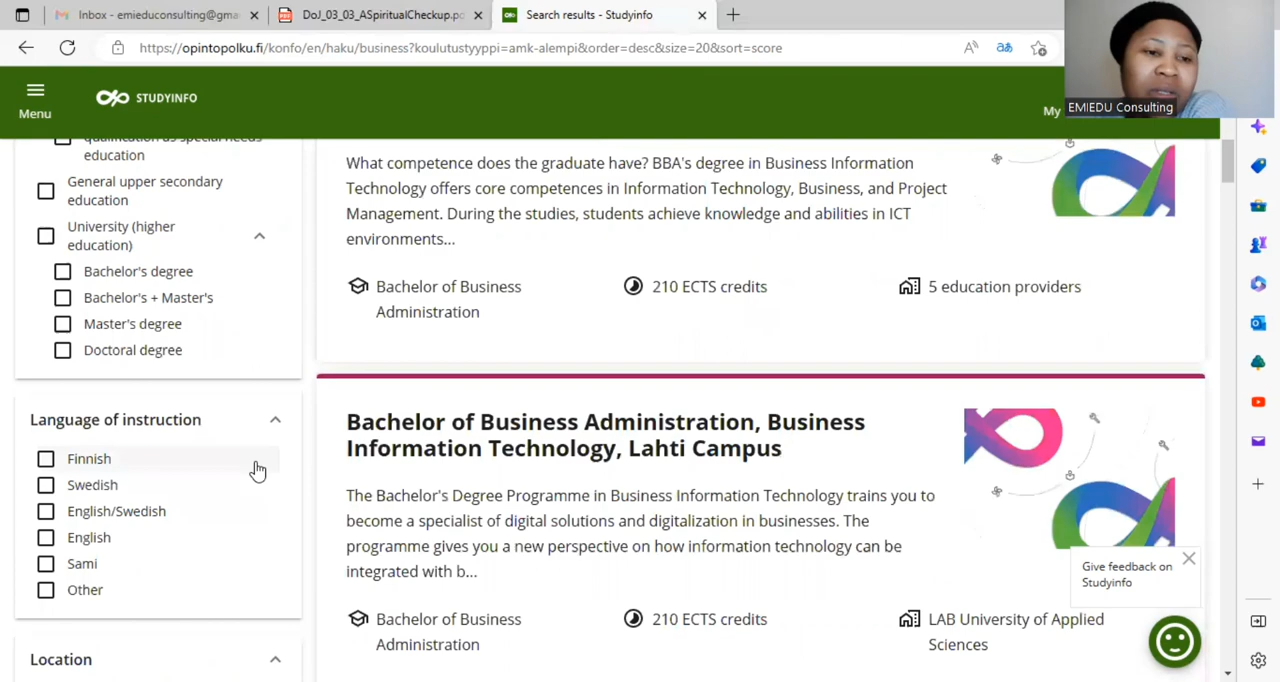 Inbox - emieduconsulting@gma
DoJ_03_03_ASpiritualCheckup.pd
Search results - Studyinfo
https://opintopolku.fi/konfo/en/haku/business?koulutustyyppi=amk-alempi&order=desc&size=20&sort=score
EMIEDU Consulting
Menu
STUDYINFO
My
qualification as special needs
education
General upper secondary
education
University (higher
education)
Bachelor's degree
Bachelor's + Master's
Master's degree
Doctoral degree
Language of instruction
Finnish
Swedish
English/Swedish
English
Sami
Other
Location
What competence does the graduate have? BBA's degree in Business Information
Technology offers core competences in Information Technology, Business, and Project
Management. During the studies, students achieve knowledge and abilities in ICT
environments...
Bachelor of Business
Administration
210 ECTS credits
5 education providers
Bachelor of Business Administration, Business
Information Technology, Lahti Campus
The Bachelor's Degree Programme in Business Information Technology trains you to
become a specialist of digital solutions and digitalization in businesses. The
programme gives you a new perspective on how information technology can be
integrated with b...
Bachelor of Business
Administration
210 ECTS credits
LAB University of Applied
Sciences
Give feedback on
Studyinfo